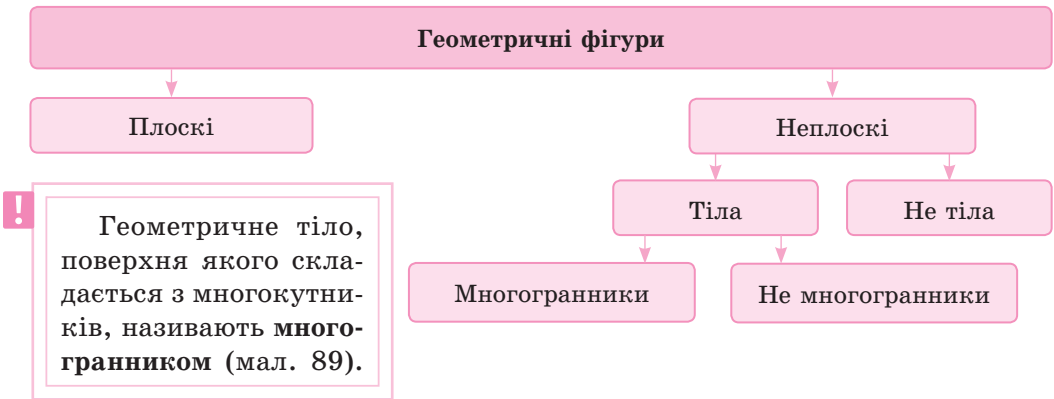 Геометричні фігури
Плоскі
Неплоскі
Тіла
Не тіла
Многогранники
Не многогранники
!
Геометричне тіло,
поверхня якого скла-
дається з многокутни-
ків, називають много-
гранником (мал. 89).